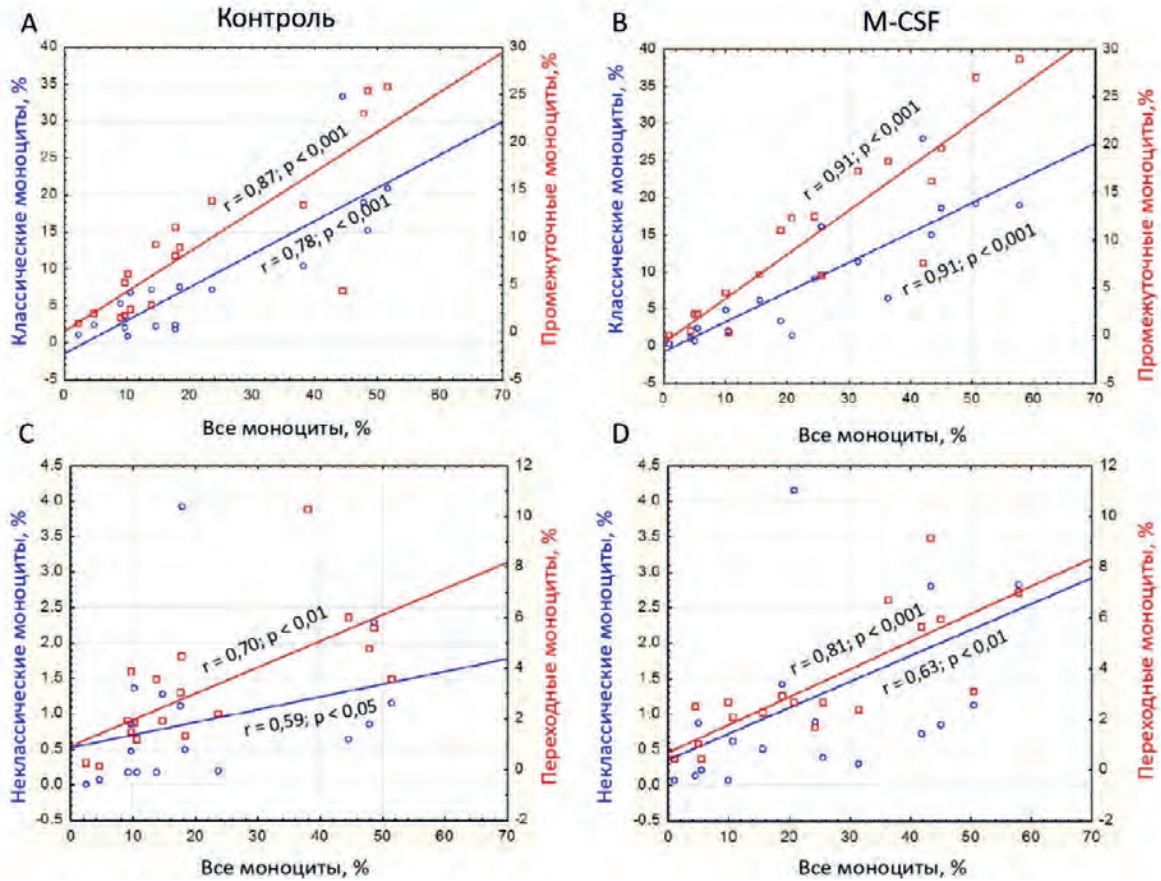 A
Контроль
B
M-CSF
Классические моноциты, %
40
35
30
25
20
15
10
5
0
-5
r = 0,87; p < 0,001
r = 0,78; p < 0,001
30
25
20
15
10
5
0
-5
Промежуточные моноциты, %
0 10 20 30 40 50 60 70
Все моноциты, %
Классические моноциты, %
40
35
30
25
20
15
10
5
0
-5
r = 0,91; p < 0,001
r = 0,91; p < 0,001
30
25
20
15
10
5
0
-5
Промежуточные моноциты,%
0 10 20 30 40 50 60 70
Все моноциты, %
C
Неклассические моноциты, %
4.5
4.0
3.5
3.0
2.5
2.0
1.5
1.0
0.5
0.0
-0.5
r = 0,70; p < 0,01
r = 0,59; p < 0,05
12
10
8
6
4
2
0
-2
Переходные моноциты, %
0 10 20 30 40 50 60 70
Все моноциты, %
D
Неклассические моноциты, %
4.5
4.0
3.5
3.0
2.5
2.0
1.5
1.0
0.5
0.0
-0.5
r = 0,81; p < 0,001
r = 0,63; p < 0,01
12
10
8
6
4
2
0
-2
Переходные моноциты, %
0 10 20 30 40 50 60 70
Все моноциты, %